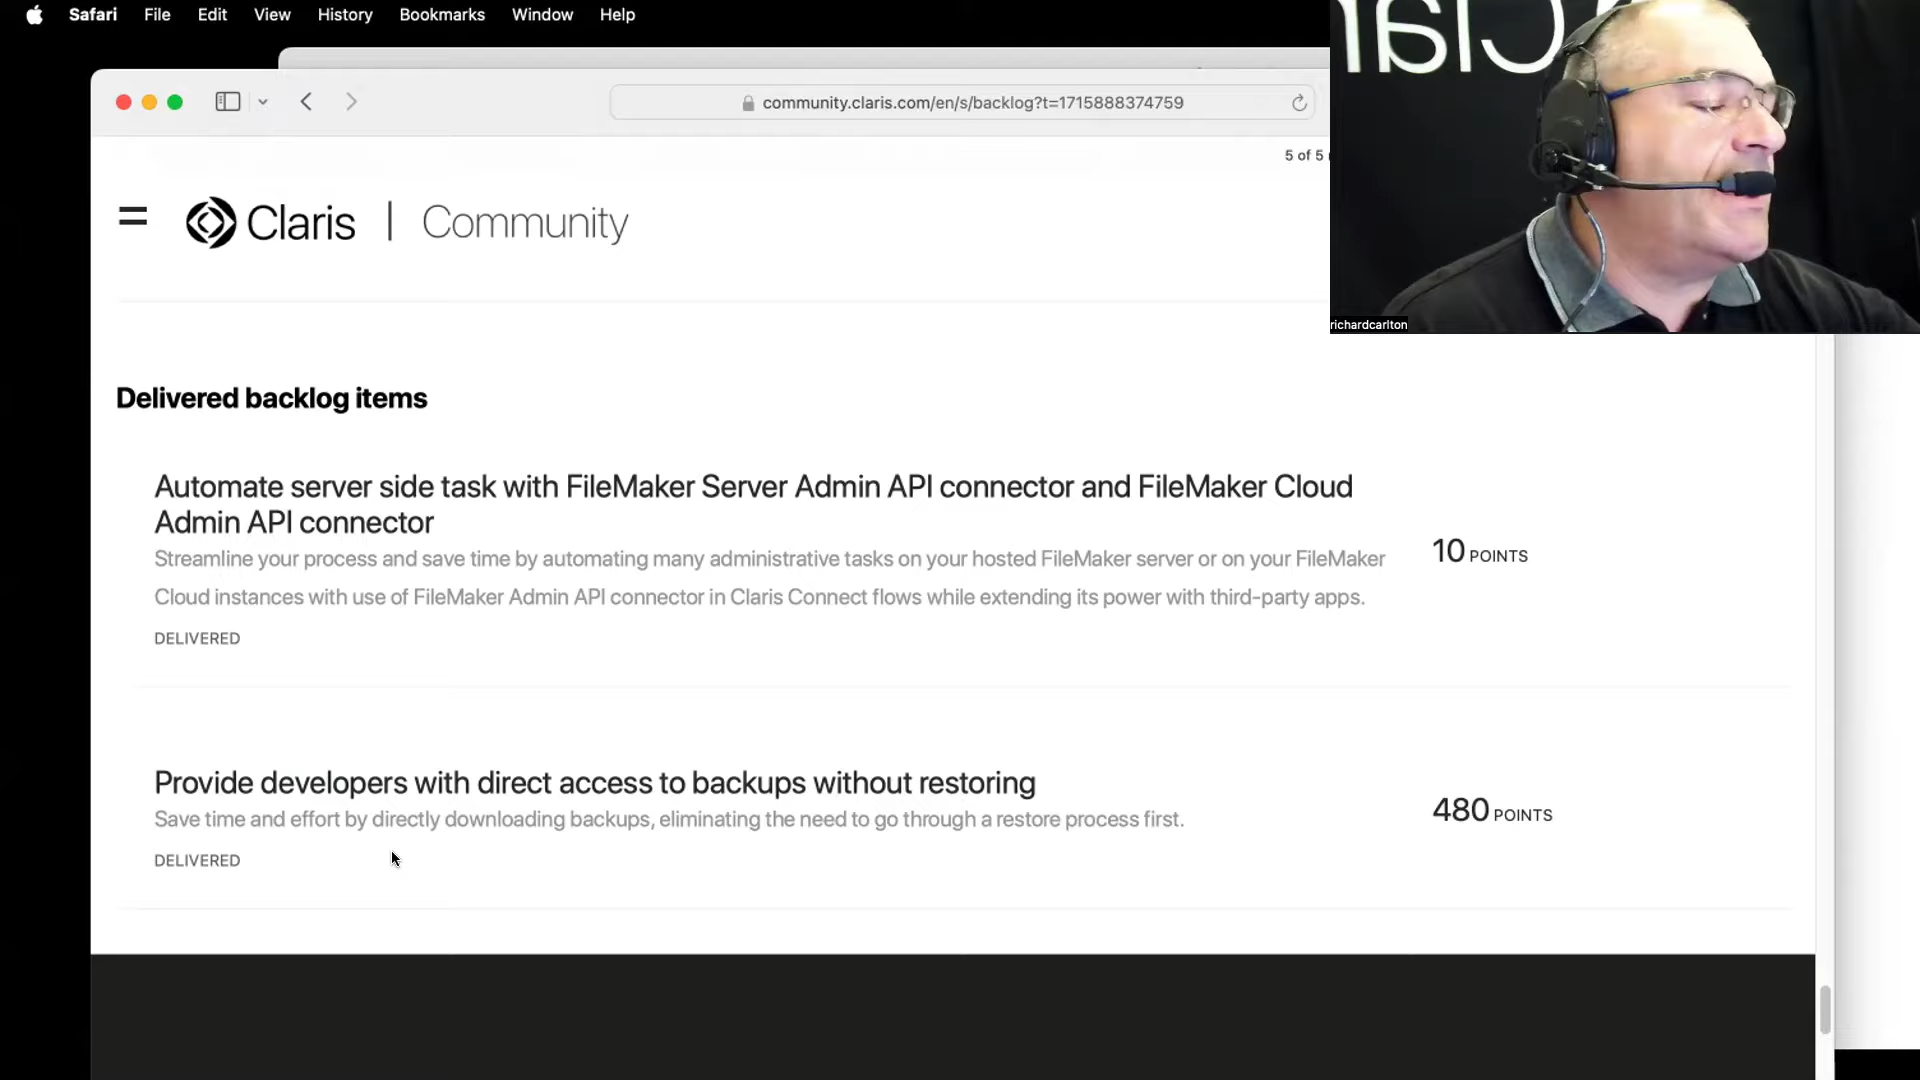 Safari File Edit View History Bookmarks Window Help
community.claris.com/en/s/backlog?t=1715888374759
5 of 5
Claris | Community
richardcarlton
Delivered backlog items
Automate server side task with FileMaker Server Admin API connector and FileMaker Cloud
Admin API connector
Streamline your process and save time by automating many administrative tasks on your hosted FileMaker server or on your FileMaker
Cloud instances with use of FileMaker Admin API connector in Claris Connect flows while extending its power with third-party apps.
10 POINTS
DELIVERED
Provide developers with direct access to backups without restoring
Save time and effort by directly downloading backups, eliminating the need to go through a restore process first.
480 POINTS
DELIVERED